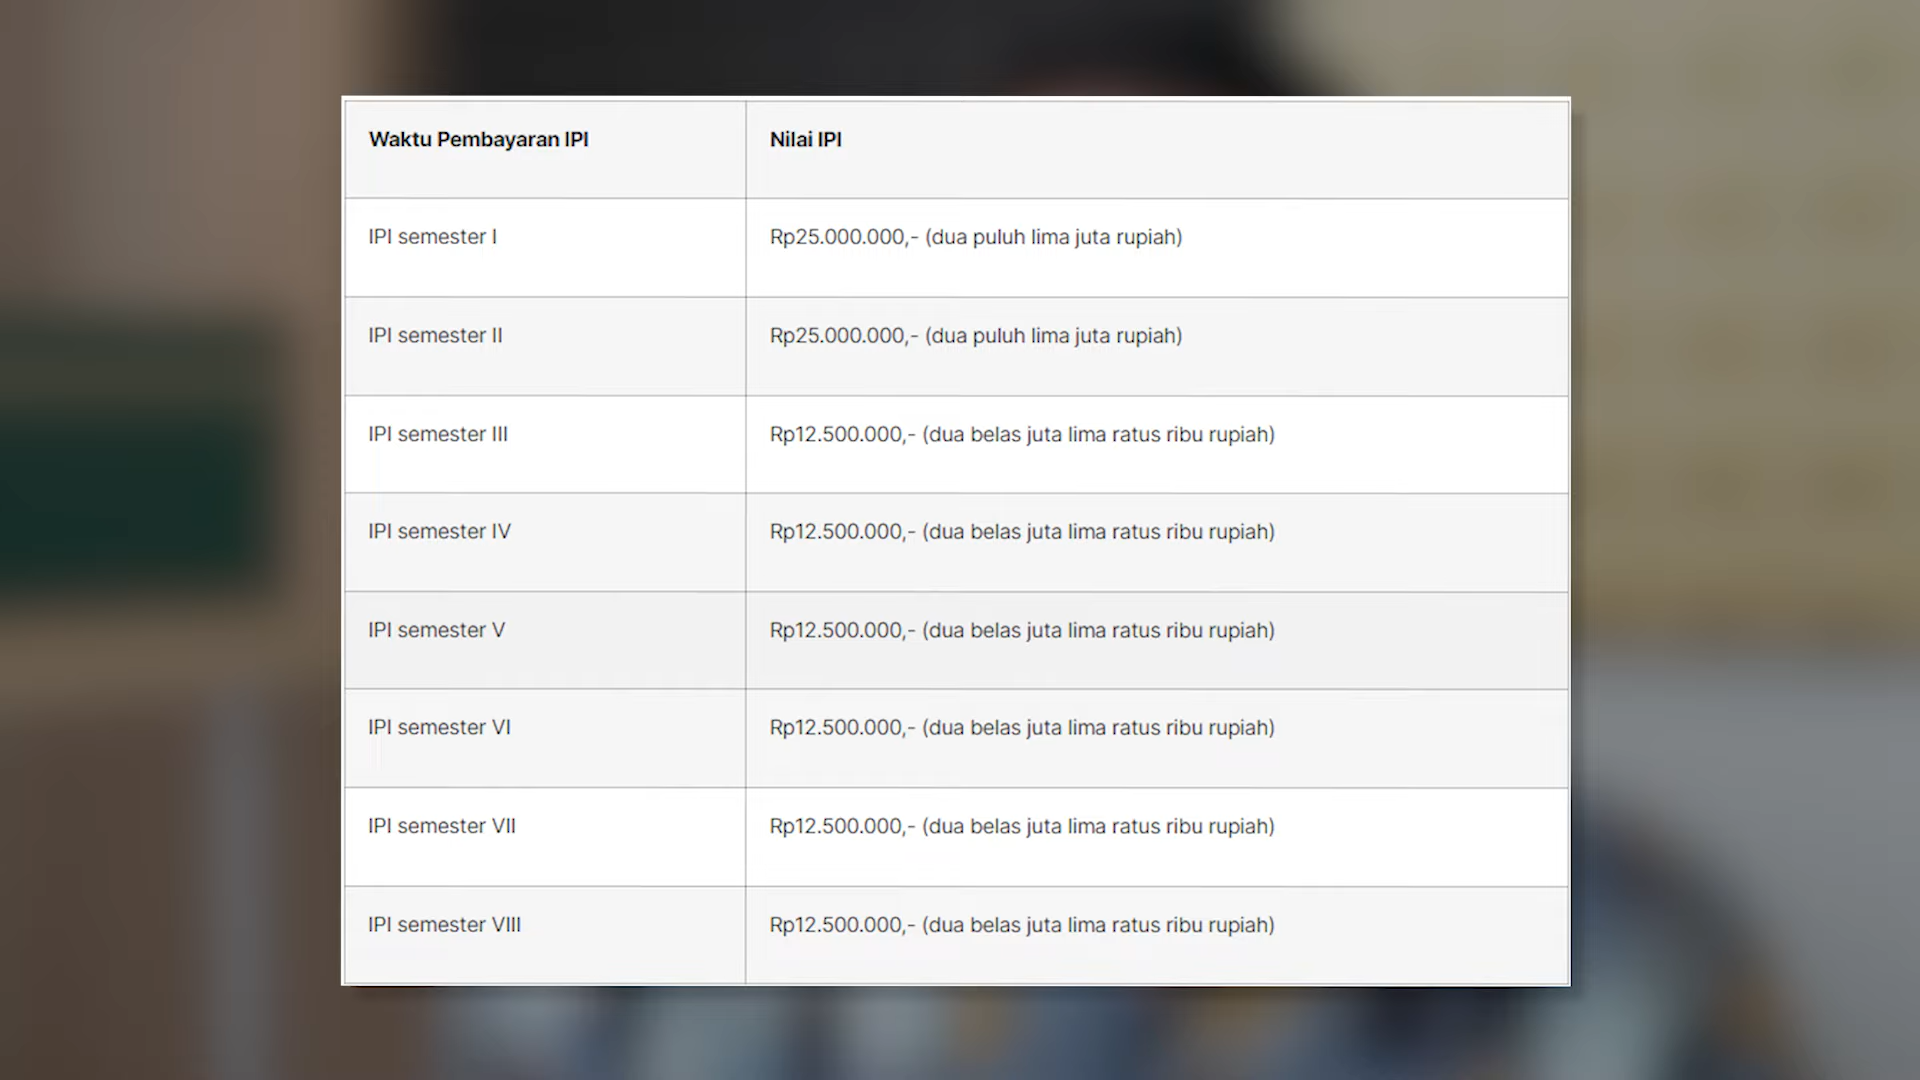 Waktu Pembayaran IPI Nilai IPI
IPI semester I Rp25.000.000,- (dua puluh lima juta rupiah)
IPI semester II Rp25.000.000,- (dua puluh lima juta rupiah)
IPI semester III Rp12.500.000,- (dua belas juta lima ratus ribu rupiah)
IPI semester IV Rp12.500.000,- (dua belas juta lima ratus ribu rupiah)
IPI semester V Rp12.500.000,- (dua belas juta lima ratus ribu rupiah)
IPI semester VI Rp12.500.000,- (dua belas juta lima ratus ribu rupiah)
IPI semester VII Rp12.500.000,- (dua belas juta lima ratus ribu rupiah)
IPI semester VIII Rp12.500.000,- (dua belas juta lima ratus ribu rupiah)